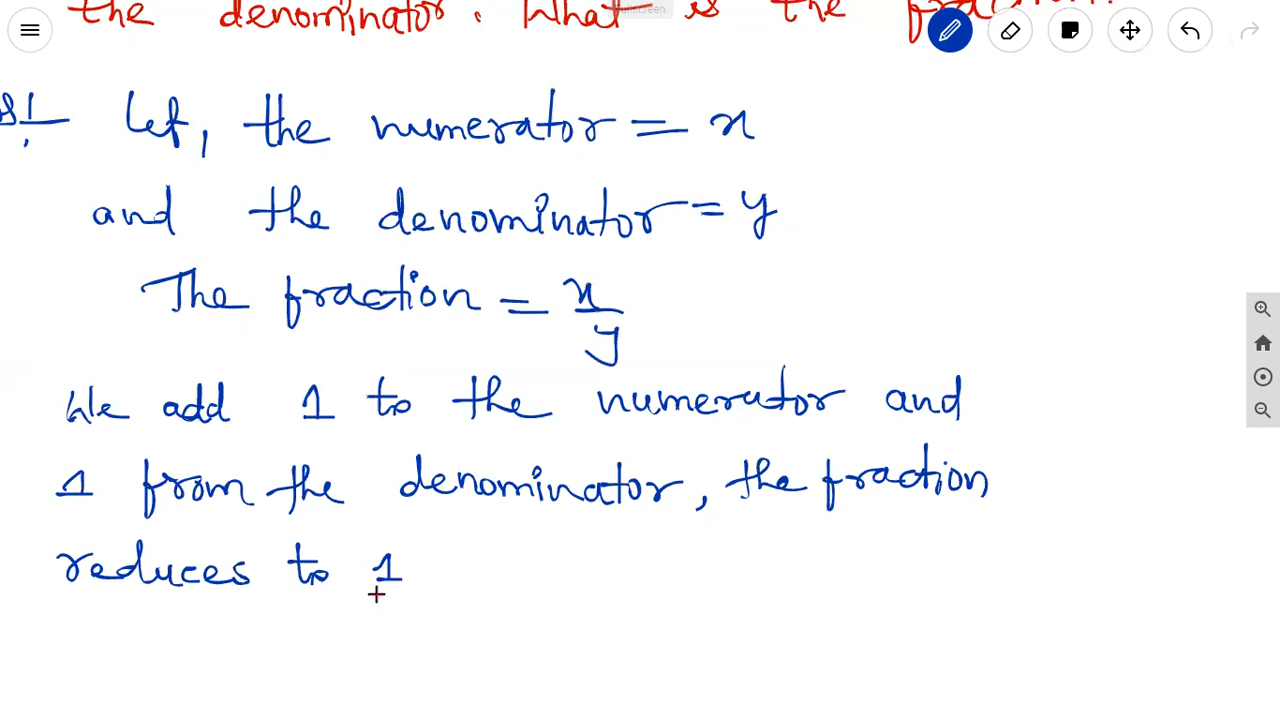 the denominator. What is the fraction?
Let, the numerator = x
and the denominator = y
The fraction = x/y
We add 1 to the numerator and
1 from the denominator, the fraction
reduces to 1